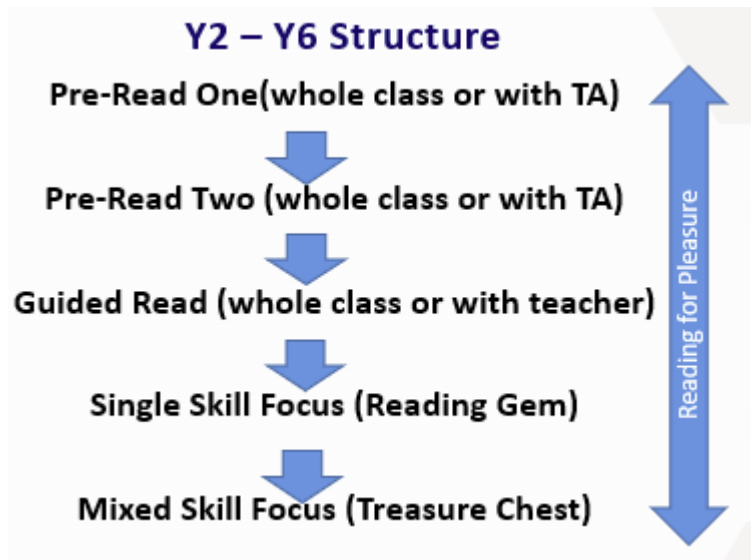 Y2 – Y6 Structure
Pre-Read One(whole class or with TA)
Pre-Read Two (whole class or with TA)
Guided Read (whole class or with teacher)
Single Skill Focus (Reading Gem)
Mixed Skill Focus (Treasure Chest)
Reading for Pleasure